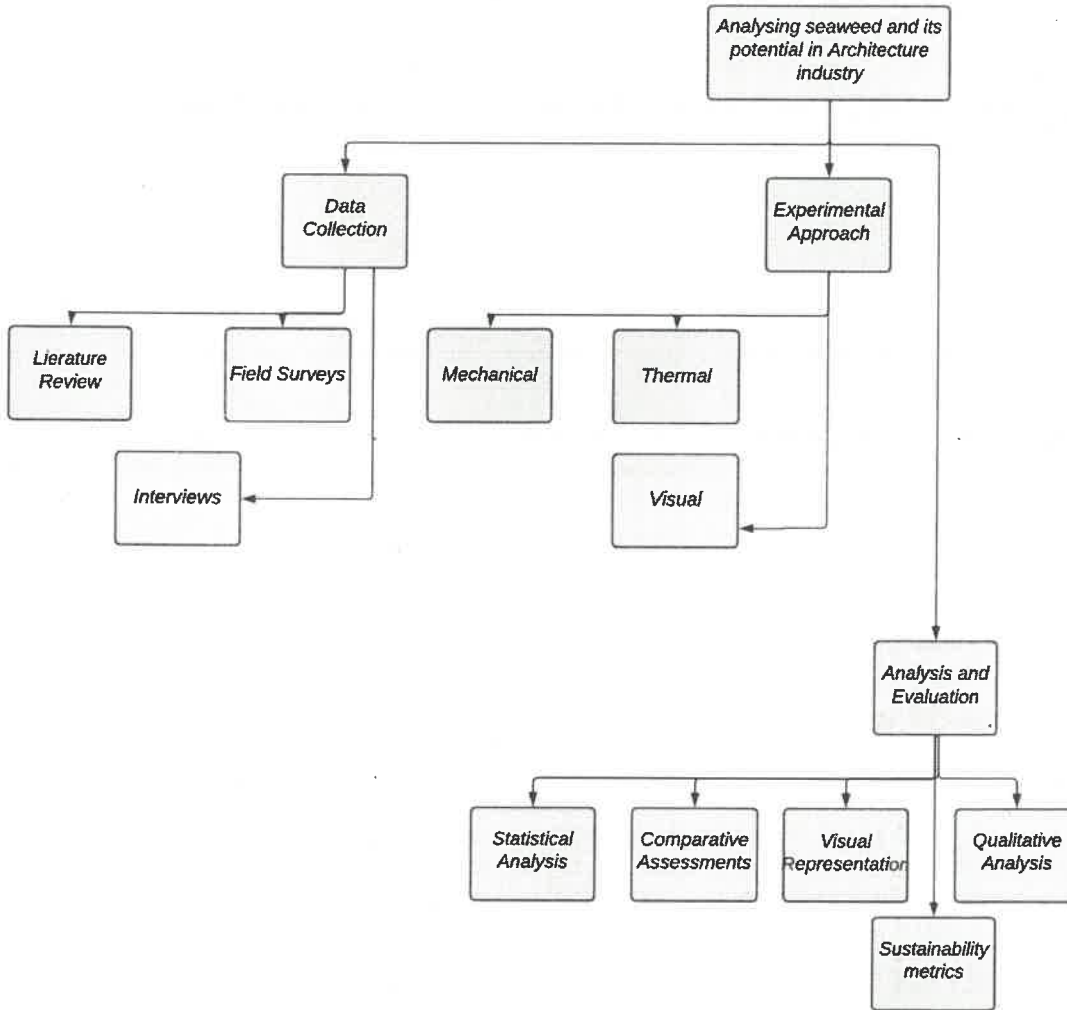 Analysing seaweed and its
potential in Architecture
industry
Data
Collection
Experimental
Approach
Lierature
Review
Field Surveys
Mechanical
Thermal
Interviews
Visual
Analysis and
Evaluation
Statistical
Analysis
Comparative
Assessments
Visual
Representation
Qualitative
Analysis
Sustainability
metrics